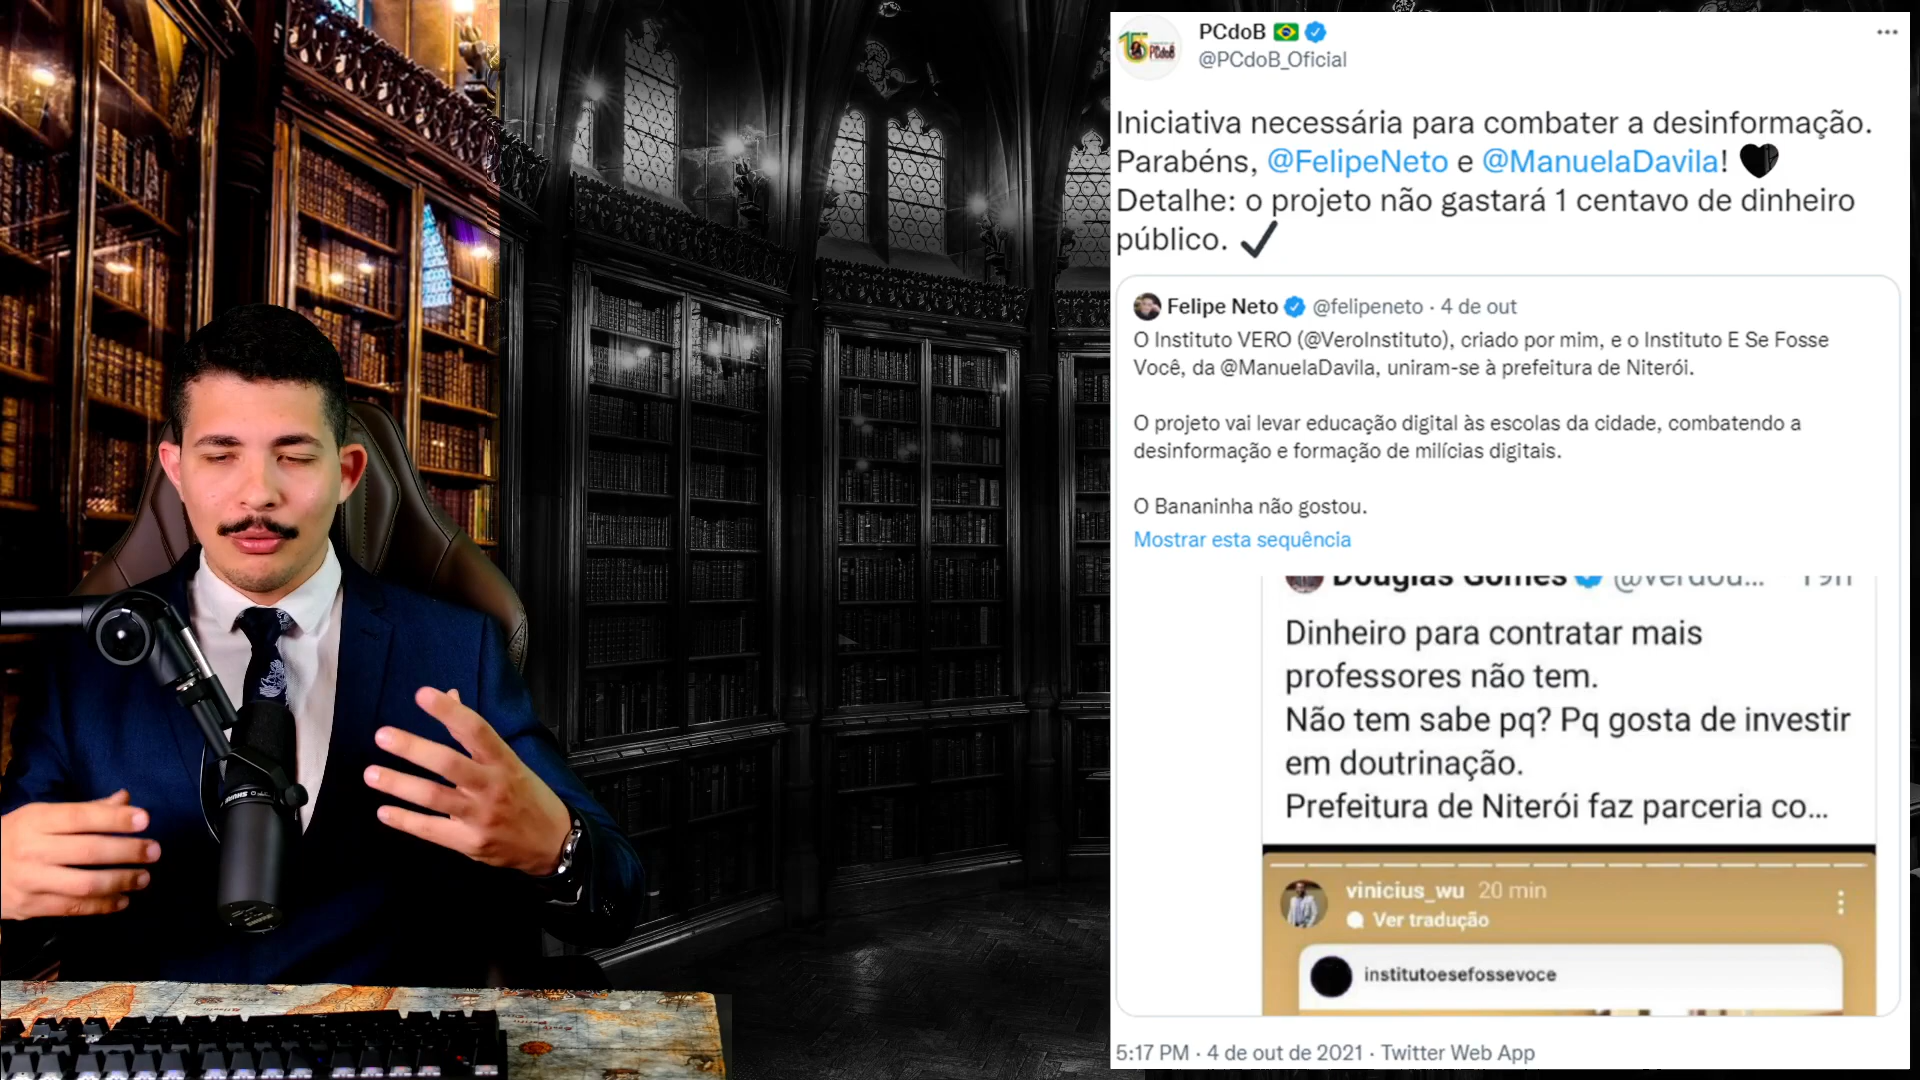 PCdoB
@PCdoB_Oficial
Iniciativa necessária para combater a desinformação.
Parabéns, @FelipeNeto e @ManuelaDavila!
Detalhe: o projeto não gastará 1 centavo de dinheiro
público.
Felipe Neto @felipeneto · 4 de out
O Instituto VERO (@VeroInstituto), criado por mim, e o Instituto E Se Fosse
Você, da @ManuelaDavila, uniram-se à prefeitura de Niterói.
O projeto vai levar educação digital às escolas da cidade, combatendo a
desinformação e formação de milícias digitais.
O Bananinha não gostou.
Mostrar esta sequência
Douglas Gomes @verdou... 19h
Dinheiro para contratar mais
professores não tem.
Não tem sabe pq? Pq gosta de investir
em doutrinação.
Prefeitura de Niterói faz parceria co...
vinicius_wu 20 min
Ver tradução
institutoesefossevoce
5:17 PM · 4 de out de 2021 · Twitter Web App